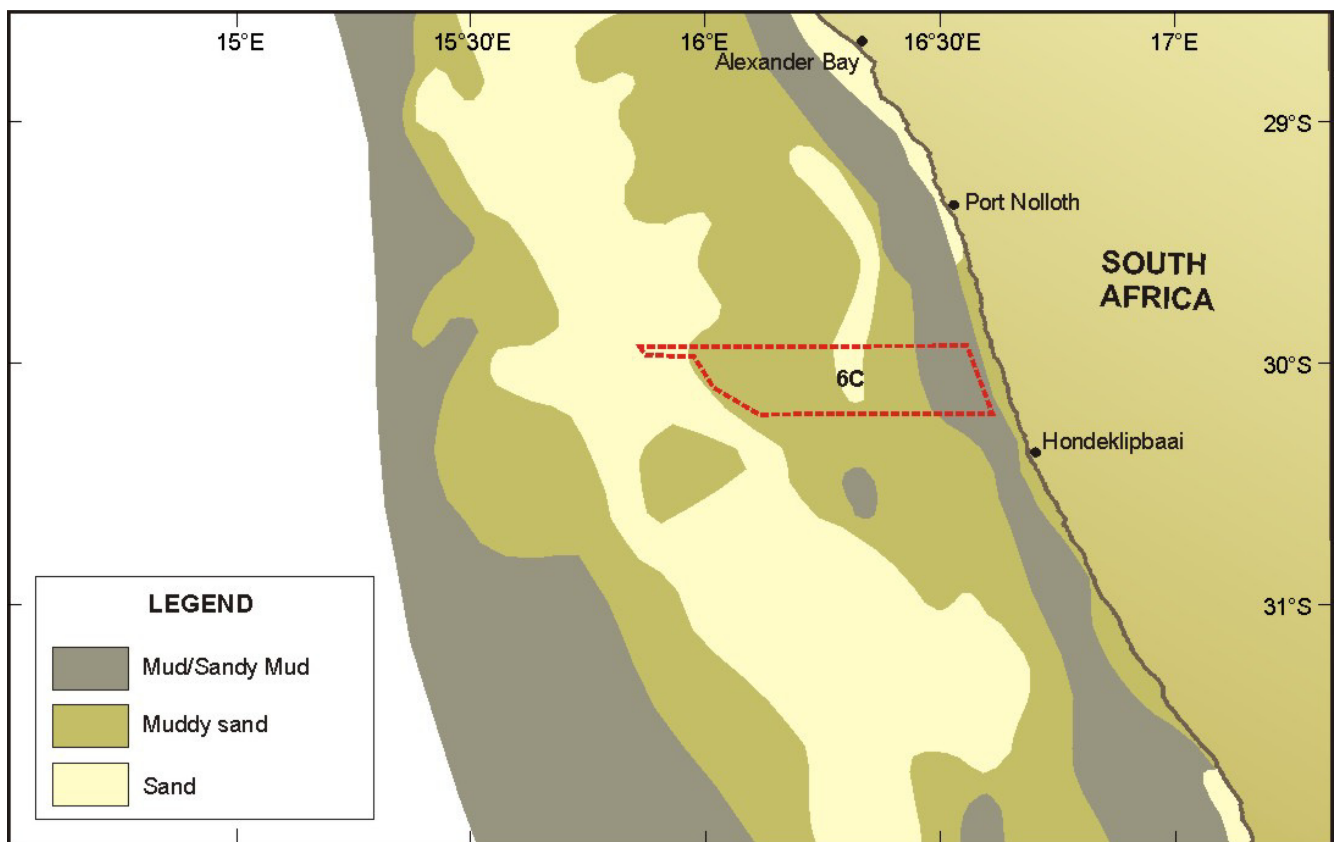 15°E
15°30'E
16°E
16°30'E
17°E
Alexander Bay
29°S
Port Nolloth
SOUTH
AFRICA
30°S
6C
Hondeklipbaai
31°S
LEGEND
Mud/Sandy Mud
Muddy sand
Sand